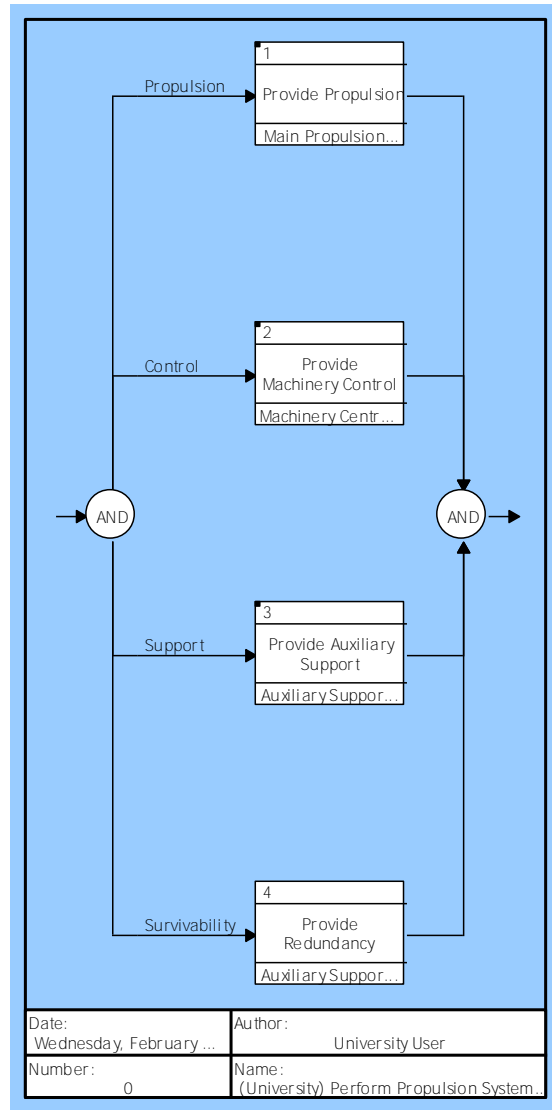 1
Propulsion
Provide Propulsion
Main Propulsion...
2
Control
Provide
Machinery Control
Machinery Centr...
AND
AND
3
Support
Provide Auxiliary
Support
Auxiliary Suppor...
4
Survivability
Provide
Redundancy
Auxiliary Suppor...
Date:
Wednesday, February ...
Author:
University User
Number:
0
Name:
(University) Perform Propulsion System...